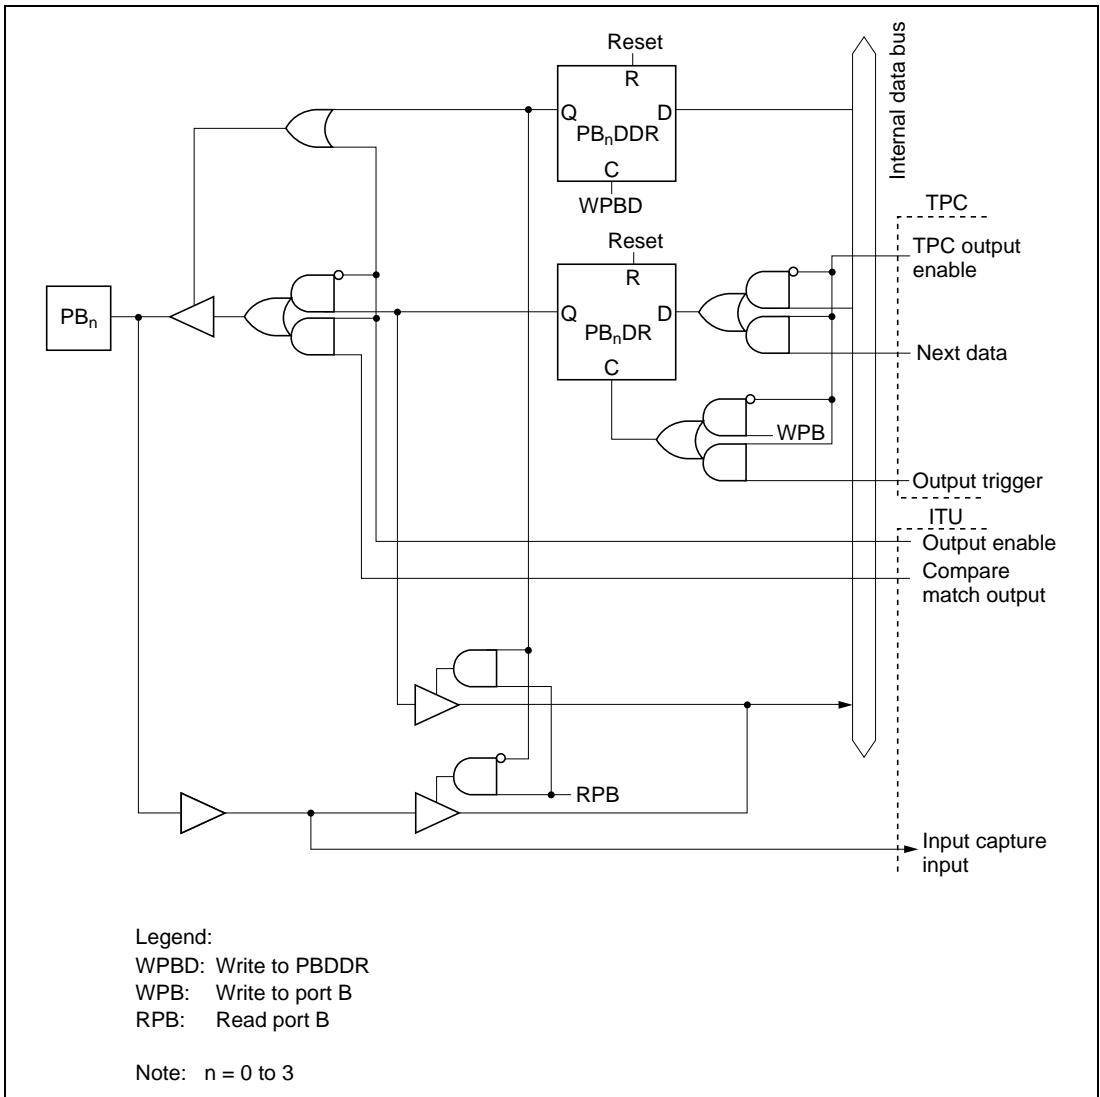 Reset
R
Q
D
PBnDDR
C
WPBD
Internal data bus
TPC
TPC output
enable
Reset
R
Q
D
PBnDR
C
PBn
Next data
WPB
Output trigger
ITU
Output enable
Compare
match output
RPB
Input capture
input
Legend:
WPBD: Write to PBDDR
WPB: Write to port B
RPB: Read port B
Note: n = 0 to 3